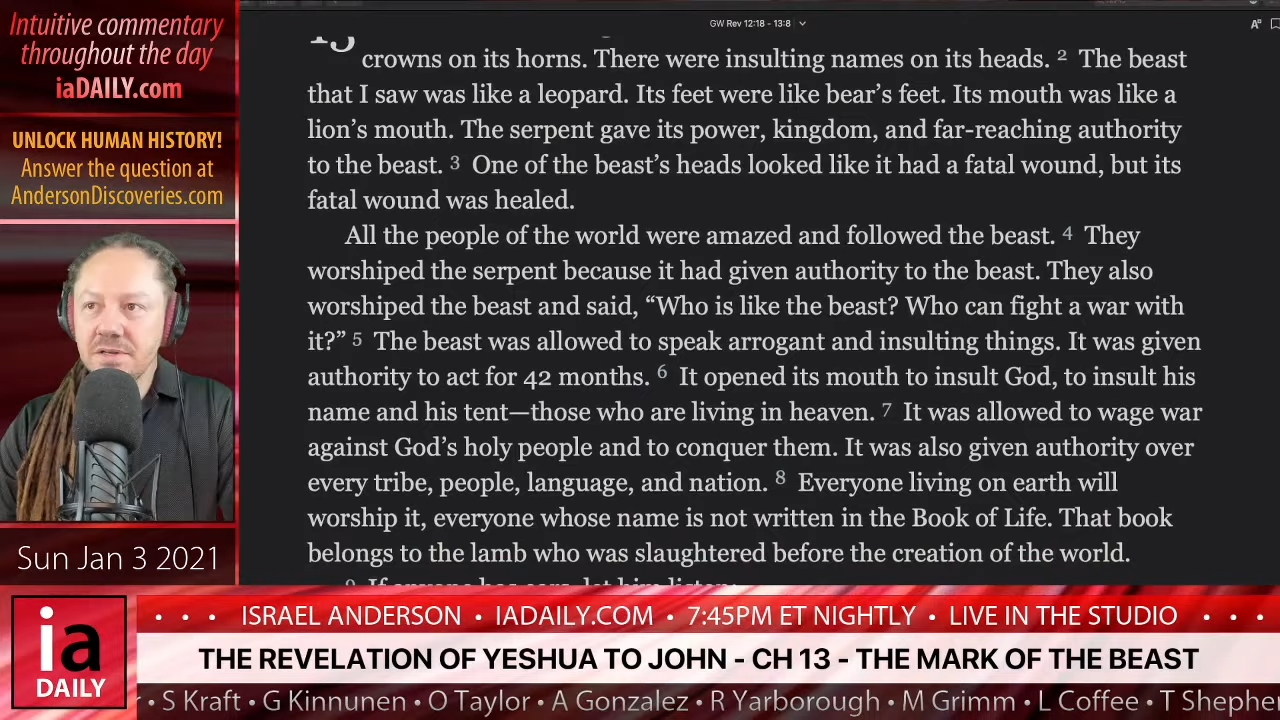 Intuitive commentary
throughout the day
iaDAILY.com
UNLOCK HUMAN HISTORY!
Answer the question at
AndersonDiscoveries.com
Sun Jan 3 2021
GW Rev 12:18 - 13:8
crowns on its horns. There were insulting names on its heads. 2 The beast
that I saw was like a leopard. Its feet were like bear’s feet. Its mouth was like a
lion’s mouth. The serpent gave its power, kingdom, and far-reaching authority
to the beast. 3 One of the beast’s heads looked like it had a fatal wound, but its
fatal wound was healed.
All the people of the world were amazed and followed the beast. 4 They
worshiped the serpent because it had given authority to the beast. They also
worshiped the beast and said, “Who is like the beast? Who can fight a war with
it?” 5 The beast was allowed to speak arrogant and insulting things. It was given
authority to act for 42 months. 6 It opened its mouth to insult God, to insult his
name and his tent—those who are living in heaven. 7 It was allowed to wage war
against God’s holy people and to conquer them. It was also given authority over
every tribe, people, language, and nation. 8 Everyone living on earth will
worship it, everyone whose name is not written in the Book of Life. That book
belongs to the lamb who was slaughtered before the creation of the world.
9 If anyone has ears, let him listen:
ia
DAILY
• • • ISRAEL ANDERSON • IADAILY.COM • 7:45PM ET NIGHTLY • LIVE IN THE STUDIO • • •
THE REVELATION OF YESHUA TO JOHN - CH 13 - THE MARK OF THE BEAST
• S Kraft • G Kinnunen • O Taylor • A Gonzalez • R Yarborough • M Grimm • L Coffee • T Shepher